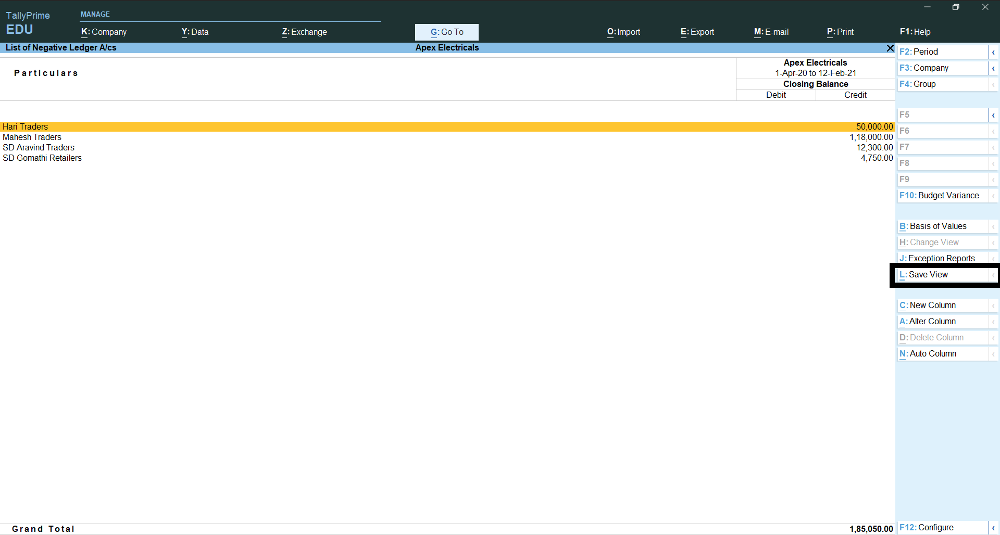 TallyPrime
EDU
MANAGE
K: Company
Y: Data
Z: Exchange
G: Go To
O: Import
E: Export
M: E-mail
P: Print
F1: Help
List of Negative Ledger A/cs
Apex Electricals
Particulars
Apex Electricals
1-Apr-20 to 12-Feb-21
Closing Balance
Debit Credit
Hari Traders 50,000.00
Mahesh Traders 1,18,000.00
SD Aravind Traders 12,300.00
SD Gomathi Retailers 4,750.00
Grand Total 1,85,050.00
F2: Period
F3: Company
F4: Group
F5
F6
F7
F8
F9
F10: Budget Variance
B: Basis of Values
H: Change View
J: Exception Reports
L: Save View
C: New Column
A: Alter Column
D: Delete Column
N: Auto Column
F12: Configure